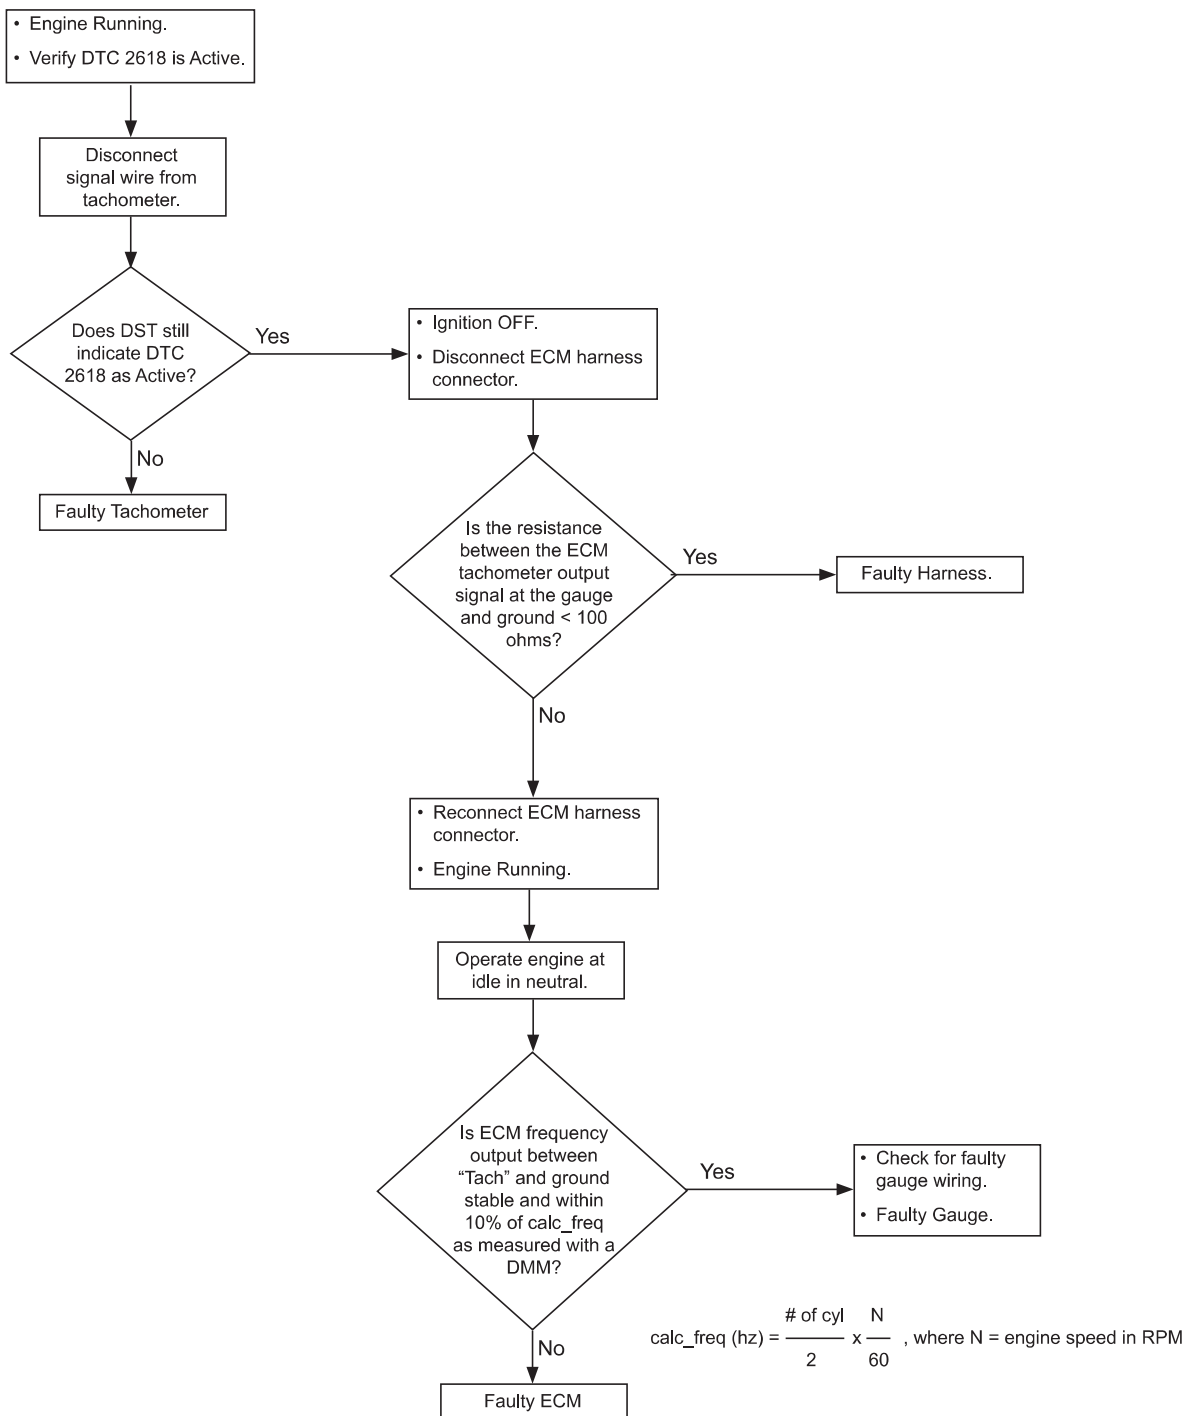 • Engine Running.
• Verify DTC 2618 is Active.
Disconnect
signal wire from
tachometer.
Does DST still
indicate DTC
2618 as Active?
Yes
No
Faulty Tachometer
• Ignition OFF.
• Disconnect ECM harness
connector.
Is the resistance
between the ECM
tachometer output
signal at the gauge
and ground < 100
ohms?
Yes
Faulty Harness.
No
• Reconnect ECM harness
connector.
• Engine Running.
Operate engine at
idle in neutral.
Is ECM frequency
output between
“Tach” and ground
stable and within
10% of calc_freq
as measured with a
DMM?
Yes
• Check for faulty
gauge wiring.
• Faulty Gauge.
No
Faulty ECM
# of cyl N
calc_freq (hz) = x , where N = engine speed in RPM
2 60